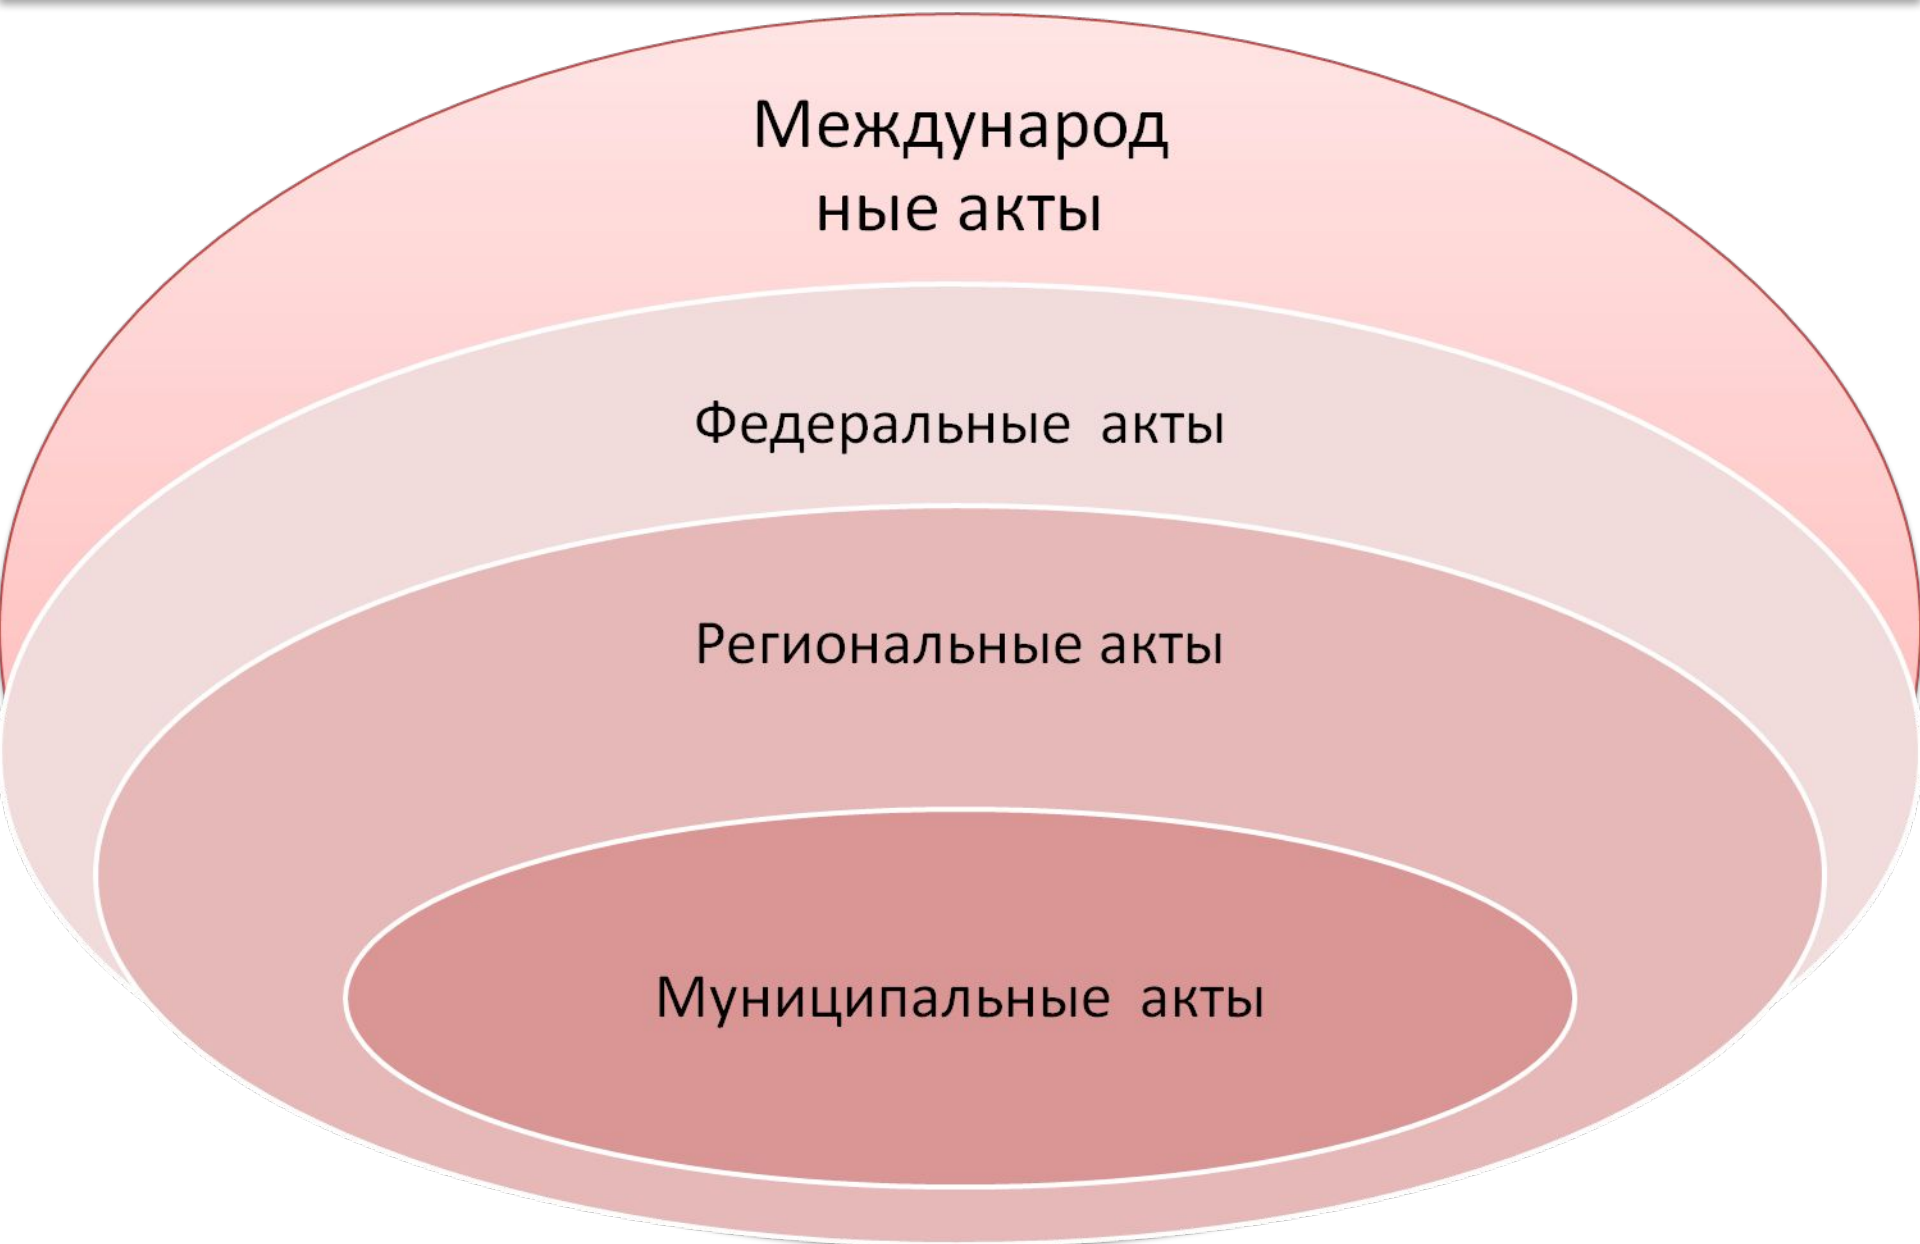 Международ
ные акты
Федеральные  акты
Региональные акты
Муниципальные  акты